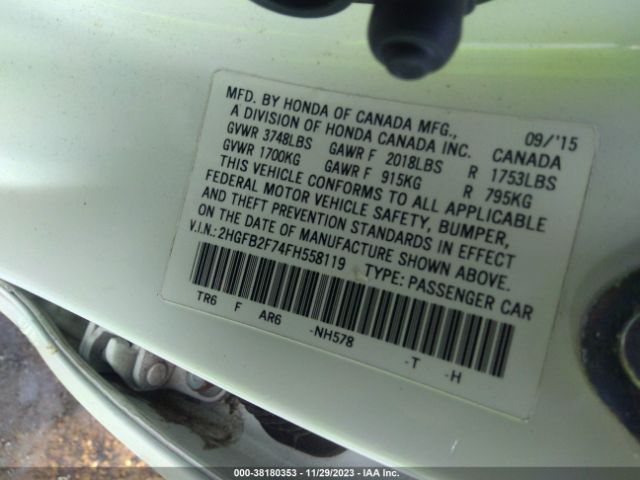 MFD. BY HONDA OF CANADA MFG., 09/'15
A DIVISION OF HONDA CANADA INC. CANADA
GVWR 3748LBS GAWR F 2018LBS R 1753LBS
GVWR 1700KG GAWR F 915KG R 795KG
THIS VEHICLE CONFORMS TO ALL APPLICABLE
FEDERAL MOTOR VEHICLE SAFETY, BUMPER,
AND THEFT PREVENTION STANDARDS IN EFFECT
ON THE DATE OF MANUFACTURE SHOWN ABOVE.
V.I.N.: 2HGFB2F74FH558119 TYPE: PASSENGER CAR
TR6 F AR6 -NH578 -T -H
000-38180353 - 11/29/2023 - IAA Inc.